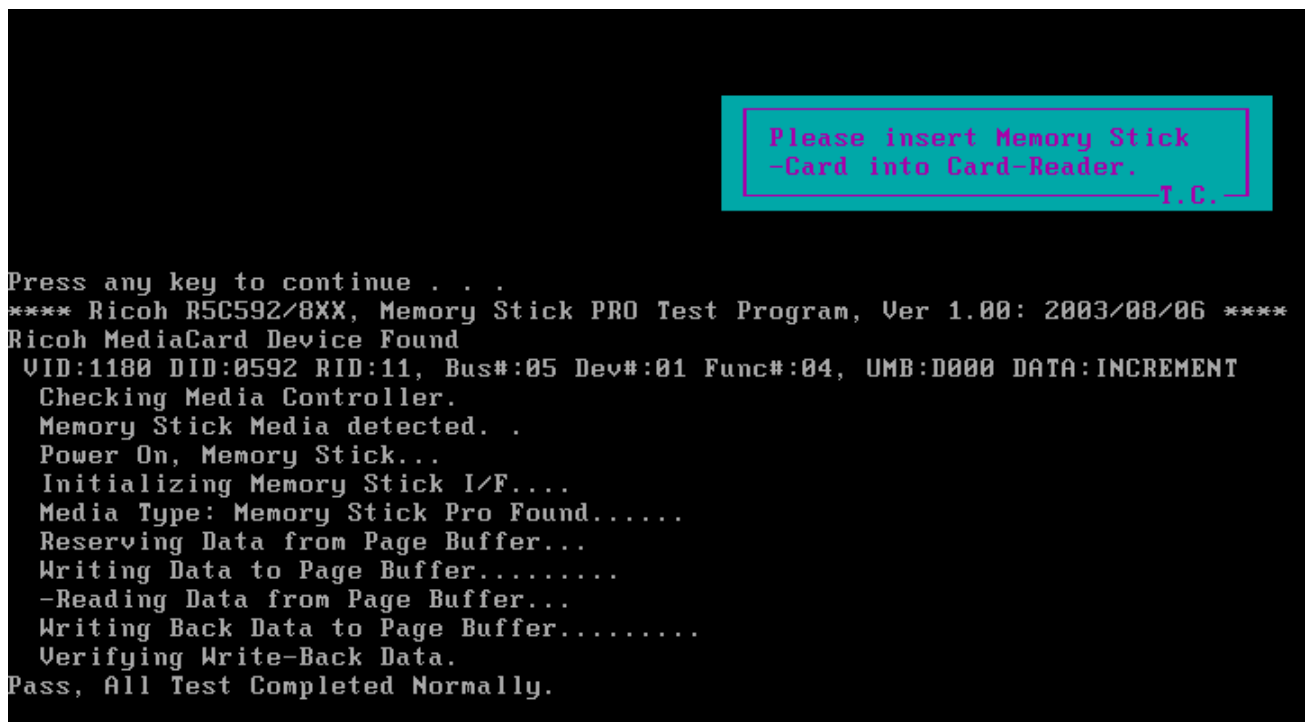 Please insert Memory Stick
-Card into Card-Reader.
T.C.
Press any key to continue . . .
**** Ricoh R5C592/8XX, Memory Stick PRO Test Program, Ver 1.00: 2003/08/06 ****
Ricoh MediaCard Device Found
VID:1180 DID:0592 RID:11, Bus#:05 Dev#:01 Func#:04, UMB:D000 DATA:INCREMENT
Checking Media Controller.
Memory Stick Media detected. .
Power On, Memory Stick...
Initializing Memory Stick I/F....
Media Type: Memory Stick Pro Found......
Reserving Data from Page Buffer...
Writing Data to Page Buffer.........
-Reading Data from Page Buffer...
Writing Back Data to Page Buffer.........
Verifying Write-Back Data.
Pass, All Test Completed Normally.